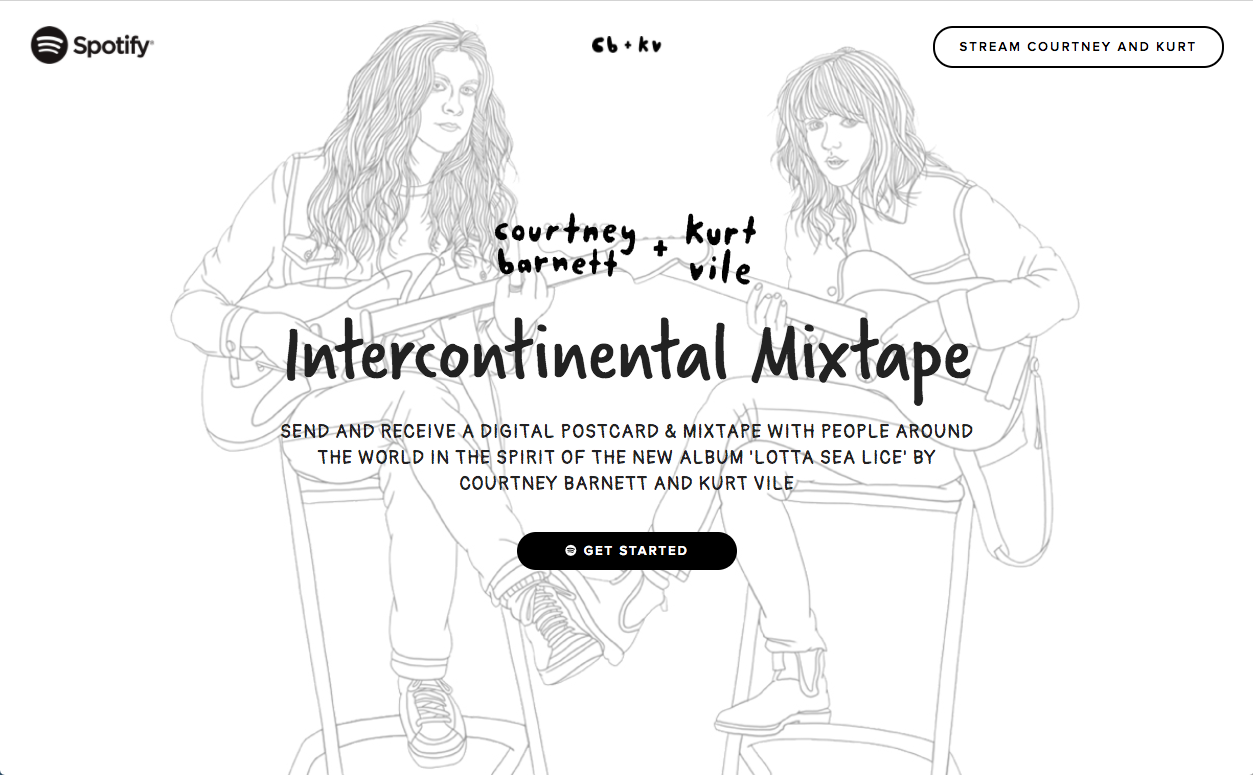 Spotify®
cb + kv
STREAM COURTNEY AND KURT
courtney barnett + kurt vile
Intercontinental Mixtape
SEND AND RECEIVE A DIGITAL POSTCARD & MIXTAPE WITH PEOPLE AROUND
THE WORLD IN THE SPIRIT OF THE NEW ALBUM 'LOTTA SEA LICE' BY
COURTNEY BARNETT AND KURT VILE
GET STARTED